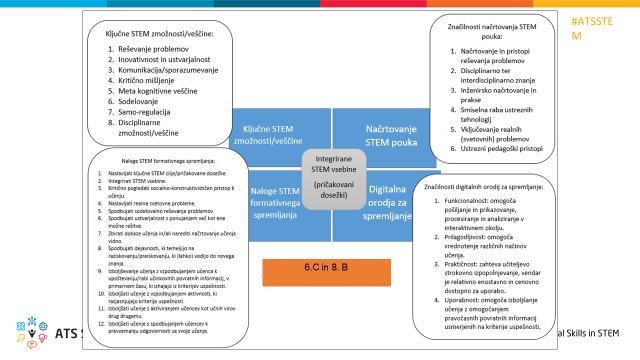 #ATSSTE
M
Ključne STEM zmožnosti/veščine:
1. Reševanje problemov
2. Inovativnost in ustvarjalnost
3. Komunikacija/sporazumevanje
4. Kritično mišljenje
5. Meta kognitivne veščine
6. Sodelovanje
7. Samo-regulacija
8. Disciplinarne
zmožnosti/veščine
Značilnosti načrtovanja STEM
pouka:
1. Načrtovanje in pristopi
reševanja problemov
2. Disciplinarno ter
interdisciplinarno znanje
3. Inženirsko načrtovanje in
prakse
4. Smiselna raba ustreznih
tehnologij
5. Vključevanje realnih
(svetovnih) problemov
6. Ustrezni pedagoški pristopi
Ključne STEM
zmožnosti/veščine
Načrtovanje
STEM pouka
Integrirane
STEM vsebine
(pričakovani
dosežki)
Naloge STEM
formativnega
spremljanja
Digitalna
orodja za
spremljanje
Naloge STEM formativnega spremljanja:
1. Naslavljati ključne STEM cilje/pričakovane dosežke.
2. Integrirati STEM vsebine.
3. Kritično pogledati socialno-konstruktivističen pristop k
učenju.
4. Naslavljati realne svetovne probleme.
5. Spodbujati sodelovalno reševanje problemov.
6. Spodbujati ustvarjalnost s ponujanjem več kot ene
možne rešitve.
7. Zbirati dokaze učenja in/ali narediti načrtovanje učenja
vidno.
8. Spodbujati dejavnosti, ki temeljijo na
raziskovanju/preiskovanju, ki (lahko) vodijo do novega
znanja.
9. Izboljševanje učenja z vzpodbujanjem učenca k
upoštevanju/rabi učinkovitih povratnih informacij, v
primernem času, ki izhajajo iz kriterijev uspešnosti.
10. Izboljšati učenje z vzpodbujanjem aktivnosti, ki
razjasnjujejo kriterije uspešnosti.
11. Izboljšati učenje z aktiviranjem učencev kot učnih virov
drug drugemu.
12. Izboljšati učenje s spodbujanjem učencev k
prevzemanju odgovornosti za svoje učenje.
Značilnosti digitalnih orodij za spremljanje:
1. Funkcionalnost: omogoča
pošiljanje in prikazovanje,
procesiranje in analiziranje v
interaktivnem okolju.
2. Prilagodljivost: omogoča
vrednotenje različnih načinov
učenja.
3. Praktičnost: zahteva učiteljevo
strokovno izpopolnjevanje, vendar
je relativno enostavno in cenovno
dostopno za uporabo.
4. Uporabnost: omogoča izboljšanje
učenja z omogočanjem
pravočasnih povratnih informacij
usmerjenih na kriterije uspešnosti.
6.C in 8. B
ATS S
al Skills in STEM